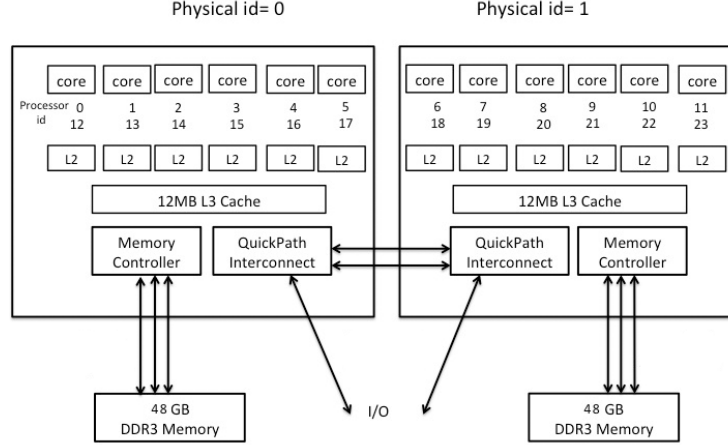 Physical id= 0 Physical id= 1
core core core core core core core core core core core core
Processor 0 1 2 3 4 5 6 7 8 9 10 11
id 12 13 14 15 16 17 18 19 20 21 22 23
L2 L2 L2 L2 L2 L2 L2 L2 L2 L2 L2 L2
12MB L3 Cache 12MB L3 Cache
Memory QuickPath QuickPath Memory
Controller Interconnect Interconnect Controller
48 GB I/O 48 GB
DDR3 Memory DDR3 Memory